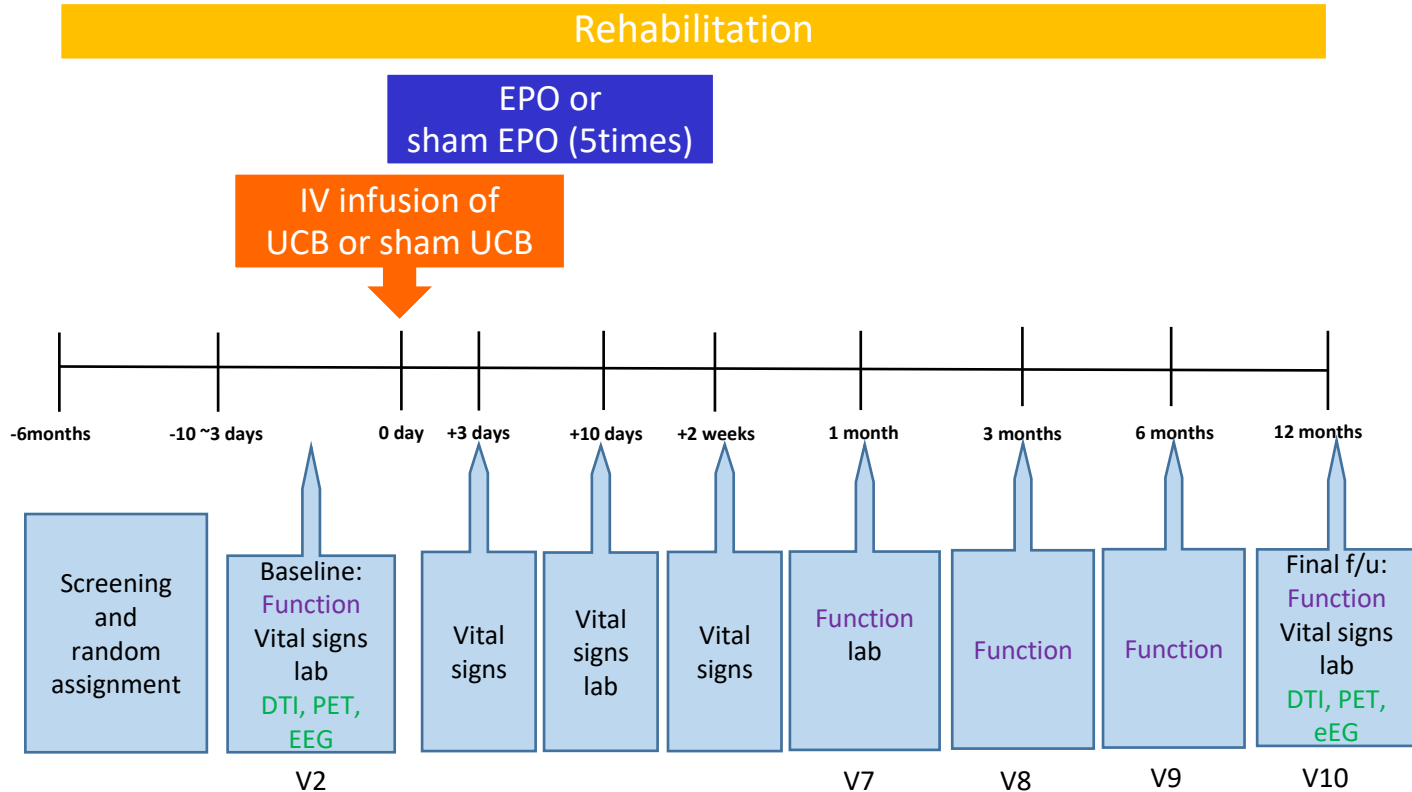 Rehabilitation
EPO or
sham EPO (5times)
IV infusion of
UCB or sham UCB
-6months
-10 ~3 days
0 day
+3 days
+10 days
+2 weeks
1 month
3 months
6 months
12 months
Screening
and
random
assignment
Baseline:
Function
Vital signs
lab
DTI, PET,
EEG
Vital
signs
Vital
signs
lab
Vital
signs
Function
lab
Function
Function
Final f/u:
Function
Vital signs
lab
DTI, PET,
eEG
V2
V7
V8
V9
V10